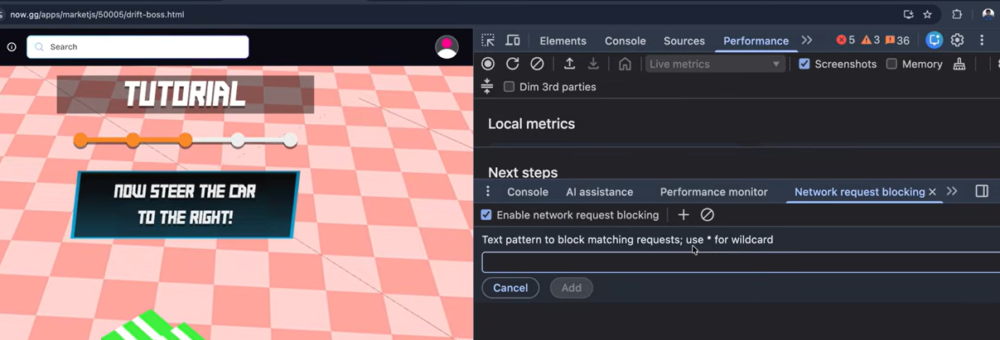 now.gg/apps/marketjs/50005/drift-boss.html
Search
TUTORIAL
NOW STEER THE CAR
TO THE RIGHT!
Elements Console Sources Performance 5 3 36
Live metrics Screenshots Memory
Dim 3rd parties
Local metrics
Next steps
Console AI assistance Performance monitor Network request blocking
Enable network request blocking
Text pattern to block matching requests; use * for wildcard
Cancel Add